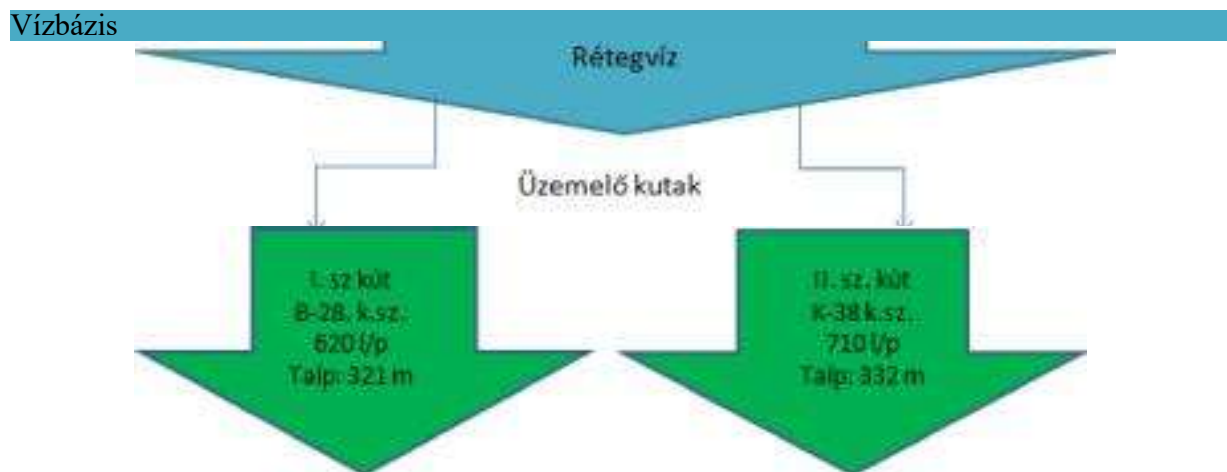 Vízbázis
Rétegvíz
Üzemelő kutak
I. sz kút
B-28. k.sz.
620 l/p
Talp: 321 m
II. sz. kút
K-38 k.sz.
710 l/p
Talp: 332 m